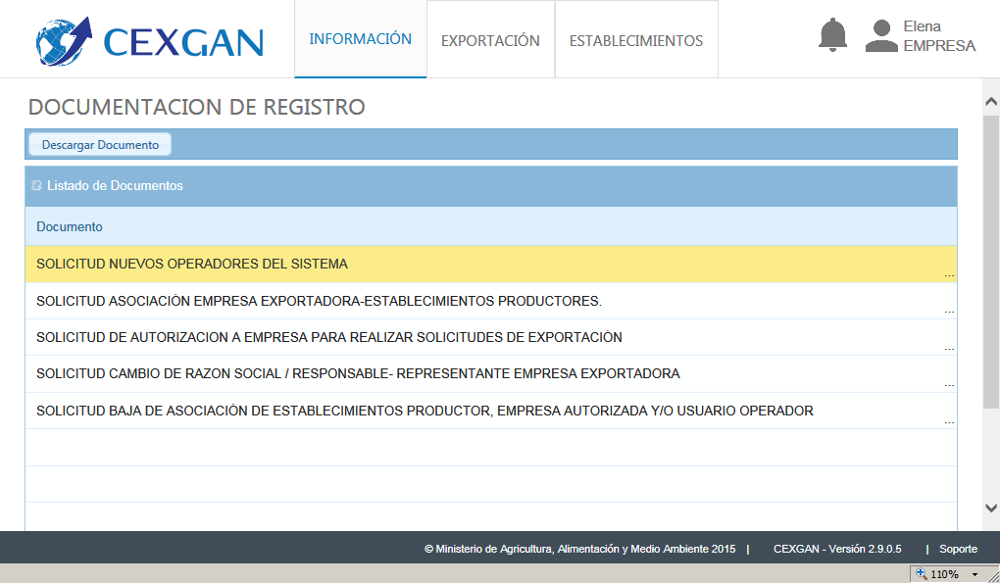 CEXGAN
INFORMACIÓN
EXPORTACIÓN
ESTABLECIMIENTOS
Elena
EMPRESA
DOCUMENTACION DE REGISTRO
Descargar Documento
Listado de Documentos
Documento
SOLICITUD NUEVOS OPERADORES DEL SISTEMA
...
SOLICITUD ASOCIACIÓN EMPRESA EXPORTADORA-ESTABLECIMIENTOS PRODUCTORES.
...
SOLICITUD DE AUTORIZACION A EMPRESA PARA REALIZAR SOLICITUDES DE EXPORTACIÓN
...
SOLICITUD CAMBIO DE RAZON SOCIAL / RESPONSABLE- REPRESENTANTE EMPRESA EXPORTADORA
...
SOLICITUD BAJA DE ASOCIACIÓN DE ESTABLECIMIENTOS PRODUCTOR, EMPRESA AUTORIZADA Y/O USUARIO OPERADOR
...
© Ministerio de Agricultura, Alimentación y Medio Ambiente 2015 | CEXGAN - Versión 2.9.0.5 | Soporte
110%